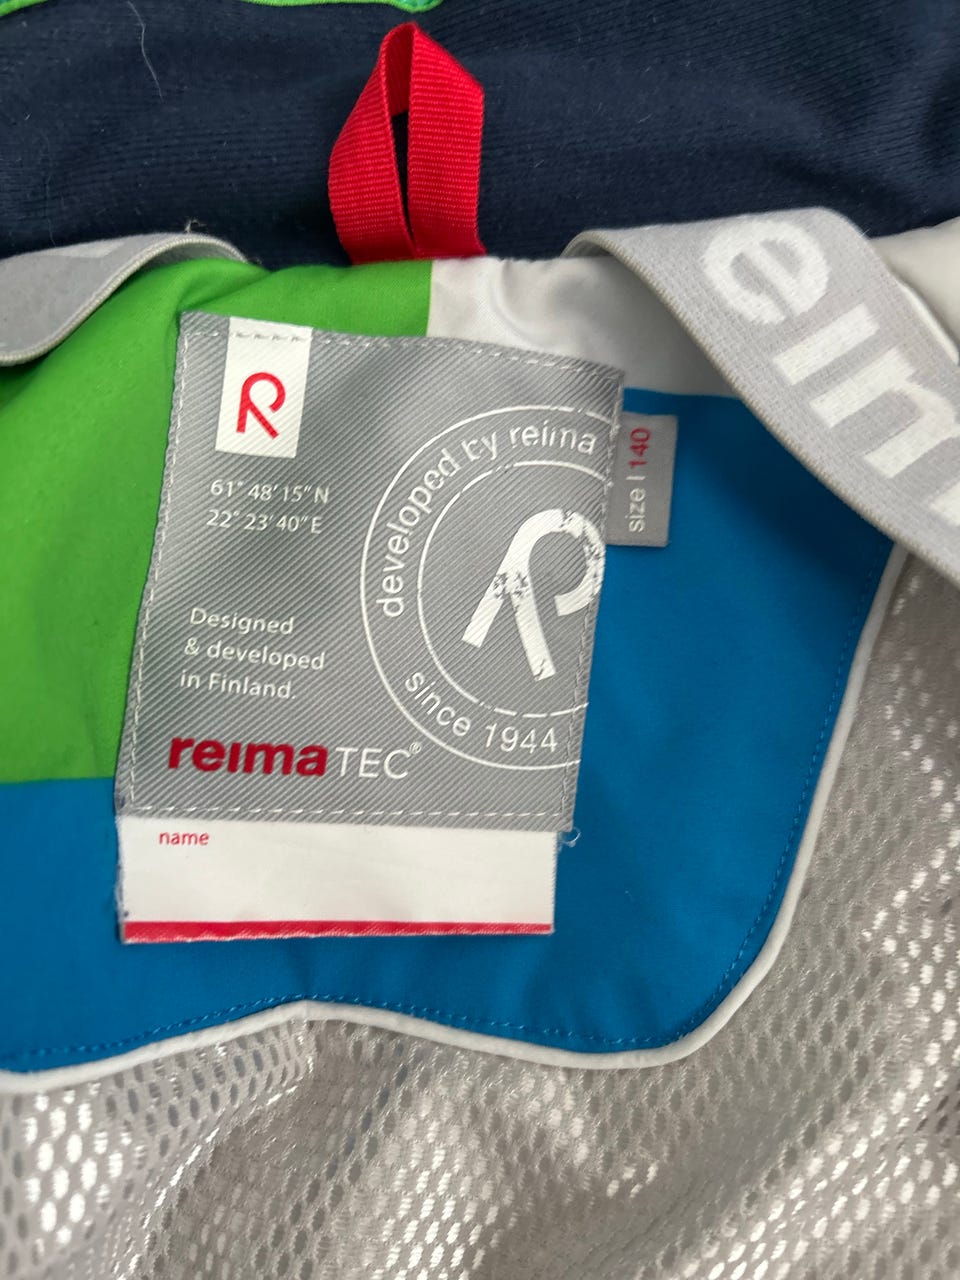 R
61° 48' 15" N
22° 23' 40" E
developed by reima
R
since 1944
Designed
& developed
in Finland.
reimaTEC®
name
size | 140
eim